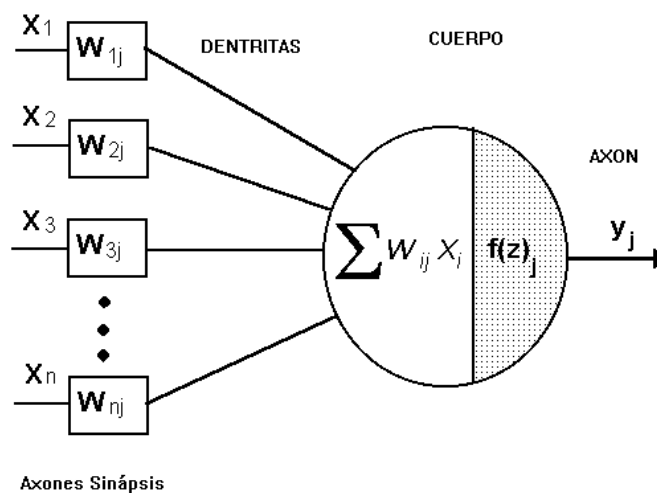 X1
W1j
DENTRITAS
CUERPO
X2
W2j
AXON
X3
W3j
∑ Wij Xi
f(z)j
yj
Xn
Wnj
Axones Sinápsis